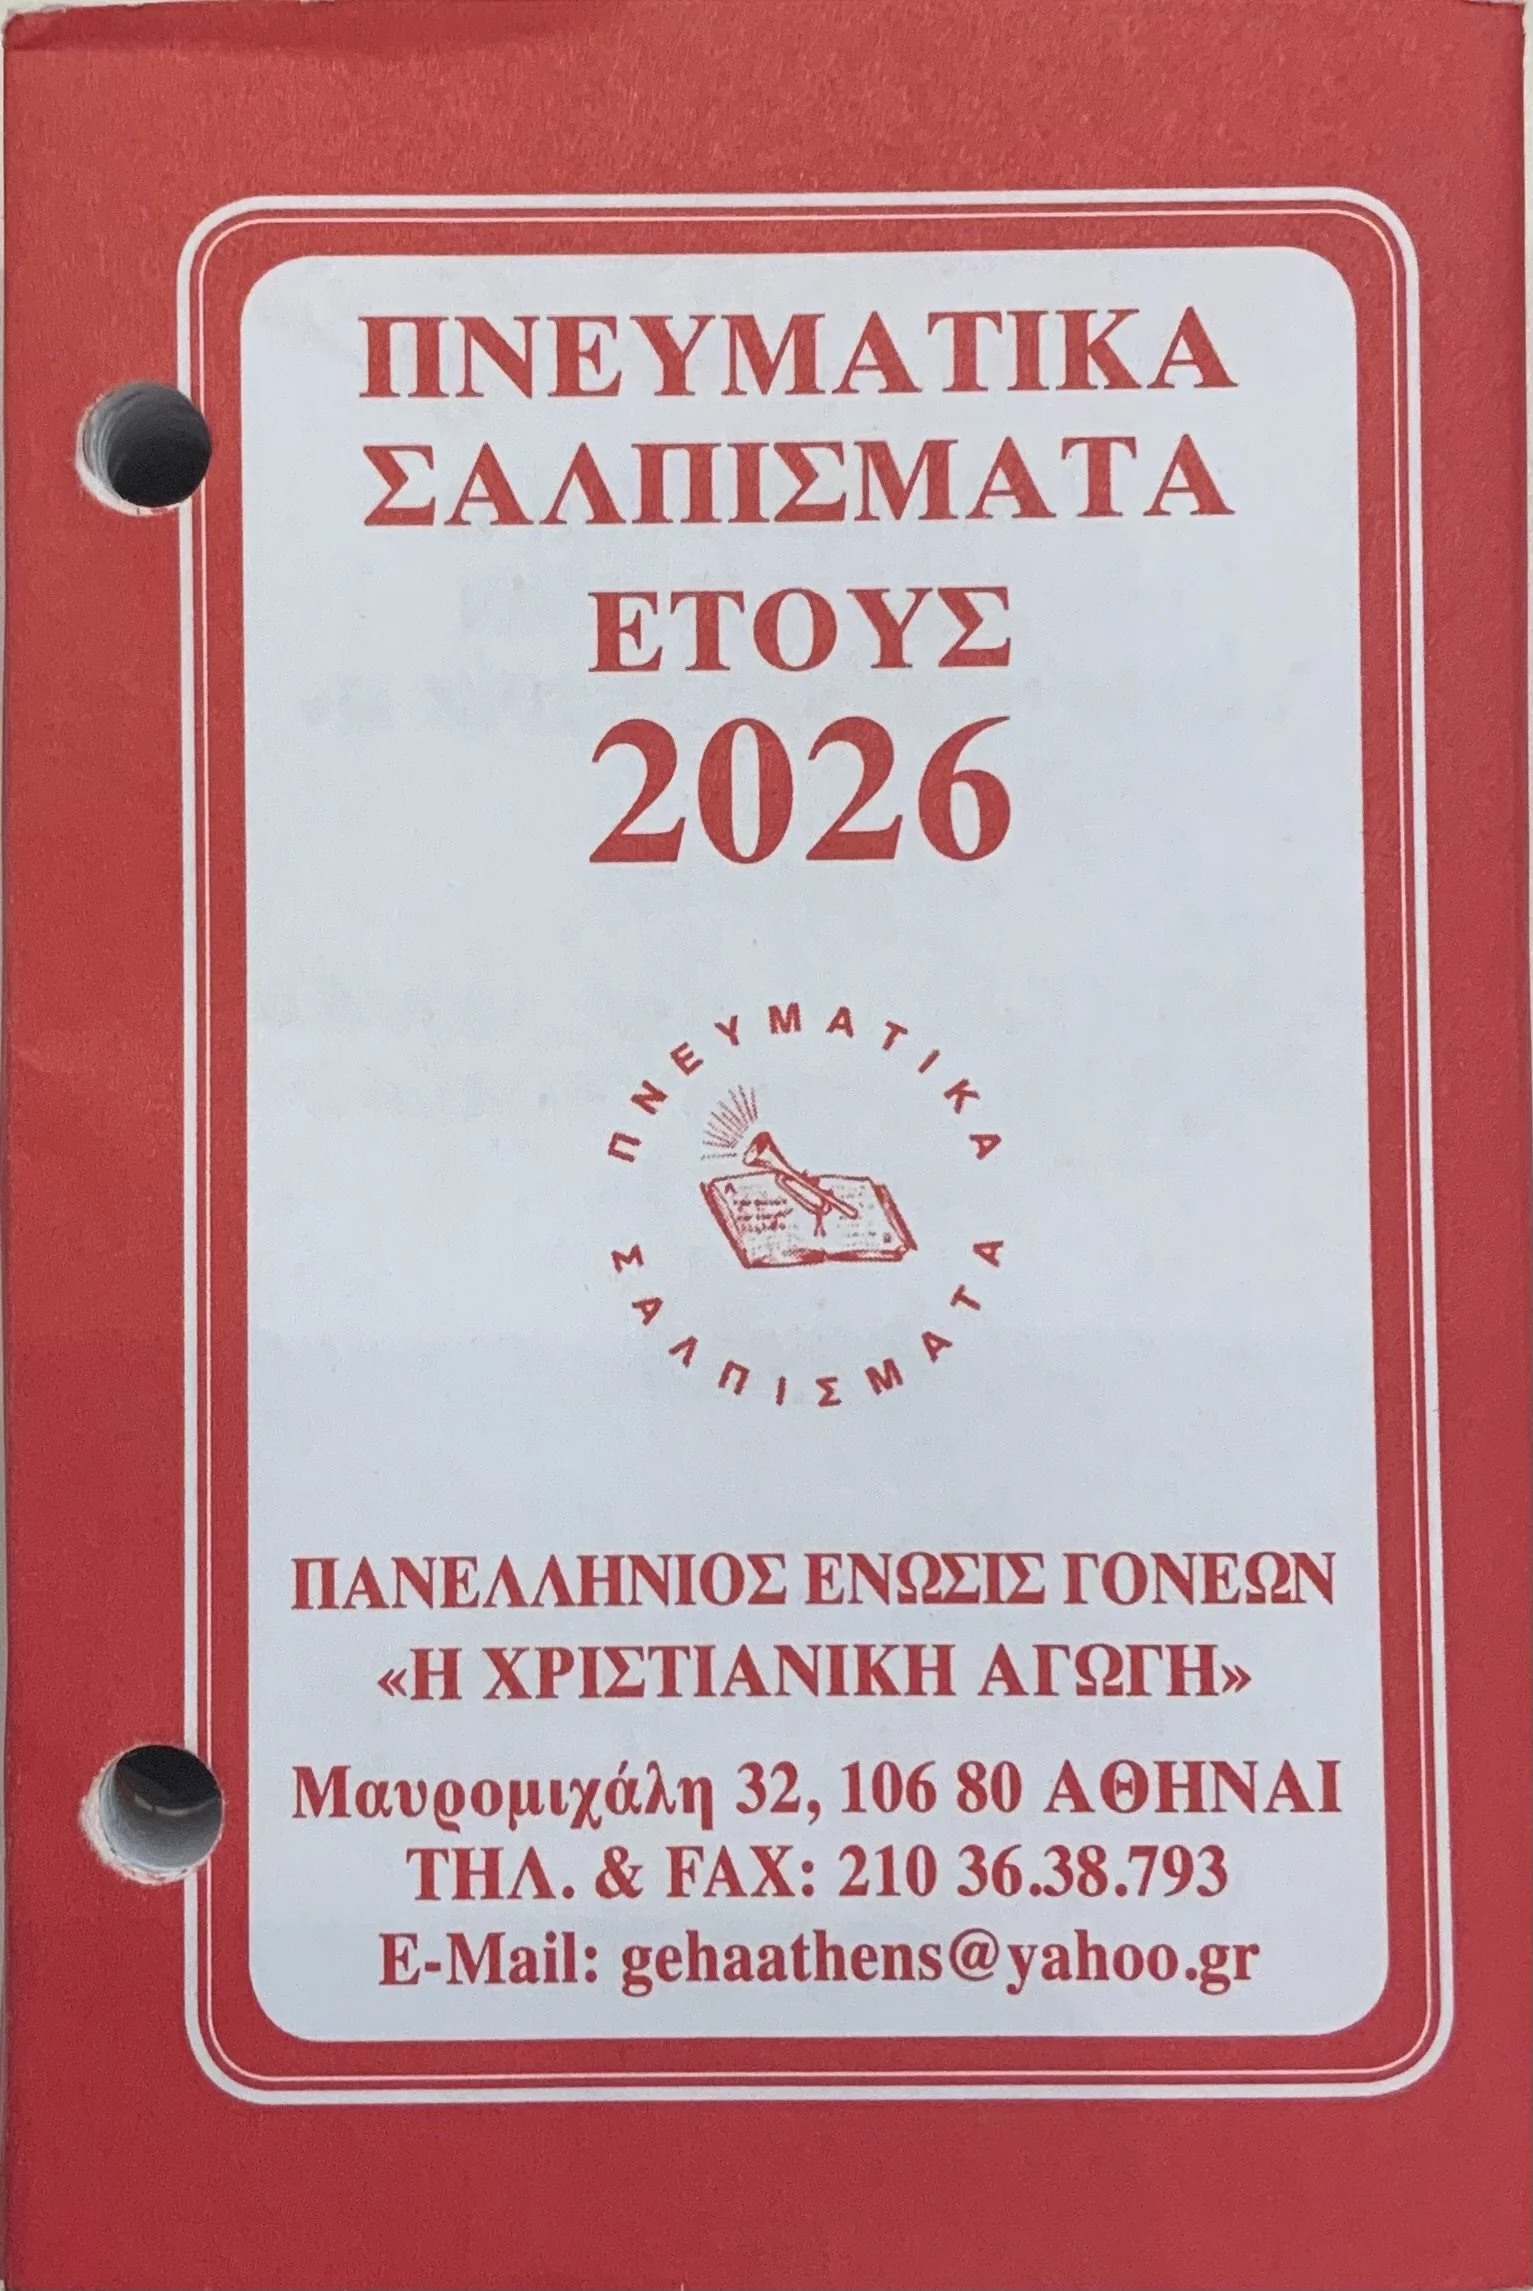 ΠΝΕΥΜΑΤΙΚΑ
ΣΑΛΠΙΣΜΑΤΑ
ΕΤΟΥΣ
2026
ΠΝΕΥΜΑΤΙΚΑ
ΣΑΛΠΙΣΜΑΤΑ
ΠΑΝΕΛΛΗΝΙΟΣ ΕΝΩΣΙΣ ΓΟΝΕΩΝ
«Η ΧΡΙΣΤΙΑΝΙΚΗ ΑΓΩΓΗ»
Μαυρομιχάλη 32, 106 80 ΑΘΗΝΑΙ
ΤΗΛ. & FAX: 210 36.38.793
E-Mail: gehaathens@yahoo.gr